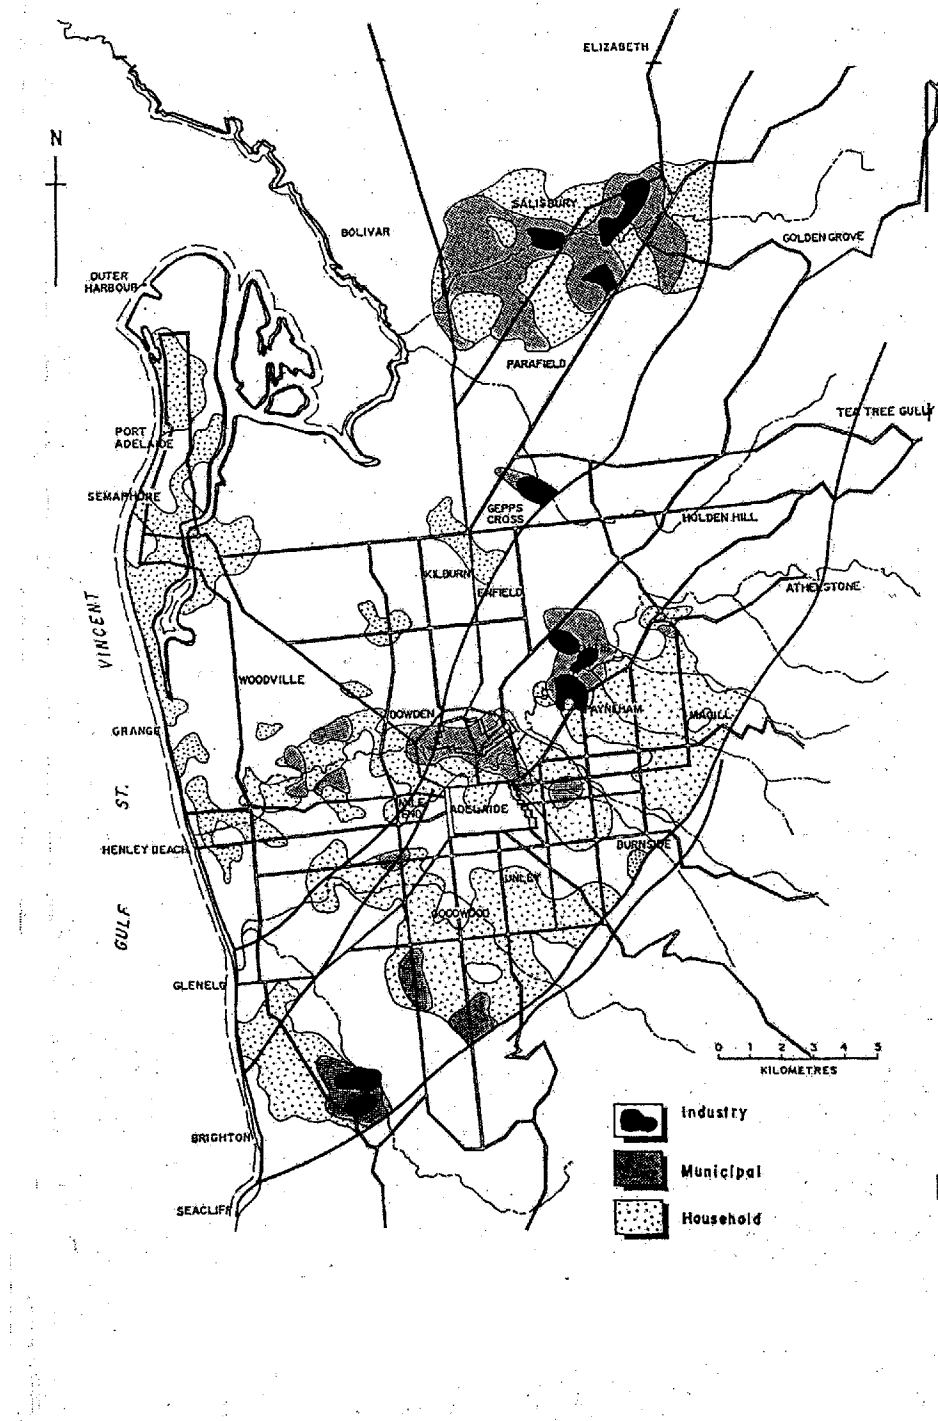 ELIZABETH
N
SALISBURY
BOLIVAR
GOLDEN GROVE
OUTER
HARBOUR
PARAFIELD
TEA TREE GULLY
PORT
ADELAIDE
SEMAPHORE
GEPPS
CROSS
HOLDEN HILL
KILBURN
ENFIELD
ATHELSTONE
VINCENT
WOODVILLE
BOWDEN
PAYNEHAM
MAGILL
GRANGE
ST.
MILE
END
ADELAIDE
HENLEY BEACH
BURNSIDE
UNLEY
GOODWOOD
GULF
GLENELG
0 1 2 3 4 5
KILOMETRES
Industry
BRIGHTON
Municipal
SEACLIFF
Household